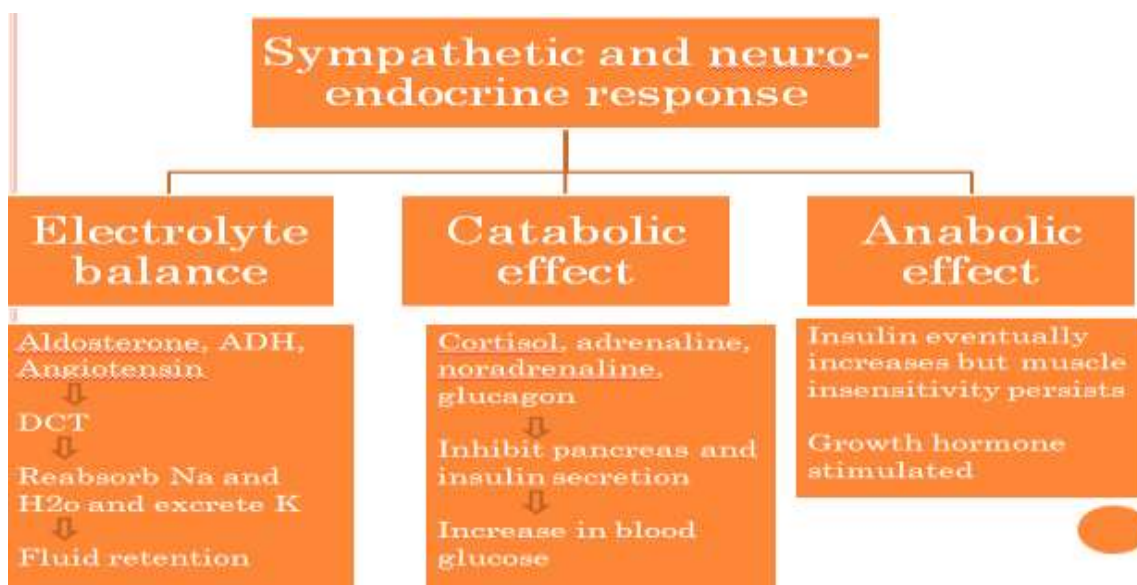 Sympathetic and neuro-
endocrine response
Electrolyte
balance
Catabolic
effect
Anabolic
effect
Aldosterone, ADH,
Angiotensin
DCT
Reabsorb Na and
H2o and excrete K
Fluid retention
Cortisol, adrenaline,
noradrenaline,
glucagon
Inhibit pancreas and
insulin secretion
Increase in blood
glucose
Insulin eventually
increases but muscle
insensitivity persists
Growth hormone
stimulated